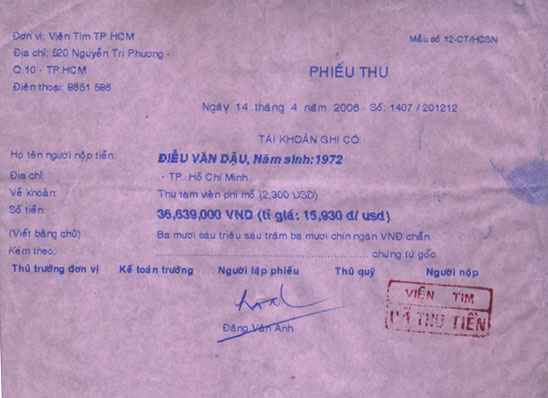 Đơn vị: Viện Tim TP.HCM
Mẫu số 12-CT/HCSN
Địa chỉ: 520 Nguyễn Tri Phương -
Q.10 - TP.HCM
Điện thoại: 8651 586
PHIẾU THU
Ngày 14 tháng 4 năm 2006 Số: 1407 / 201212
TÀI KHOẢN GHI CÓ:
Họ tên người nộp tiền: ĐIỂU VĂN DẬU, Năm sinh:1972
Địa chỉ: - TP. Hồ Chí Minh.
Về khoản: Thu tạm viện phí mổ (2,300 USD)
Số tiền: 36,639,000 VND (tỉ giá: 15,930 đ/ usd)
(Viết bằng chữ) Ba mươi sáu triệu sáu trăm ba mươi chín ngàn VNĐ chẵn
Kèm theo: ........................................ chứng từ gốc
Thủ trưởng đơn vị Kế toán trưởng Người lập phiếu Thủ quỹ Người nộp
Đặng Vân Anh
VIỆN TIM
ĐÃ THU TIỀN